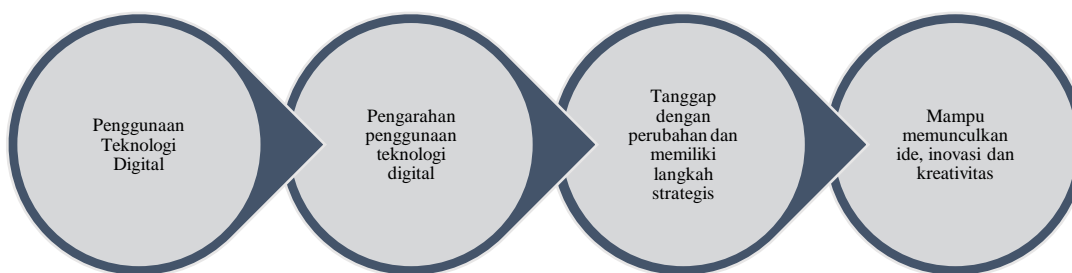 Penggunaan
Teknologi
Digital
Pengarahan
penggunaan
teknologi
digital
Tanggap
dengan
perubahan dan
memiliki
langkah
strategis
Mampu
memunculkan
ide, inovasi dan
kreativitas